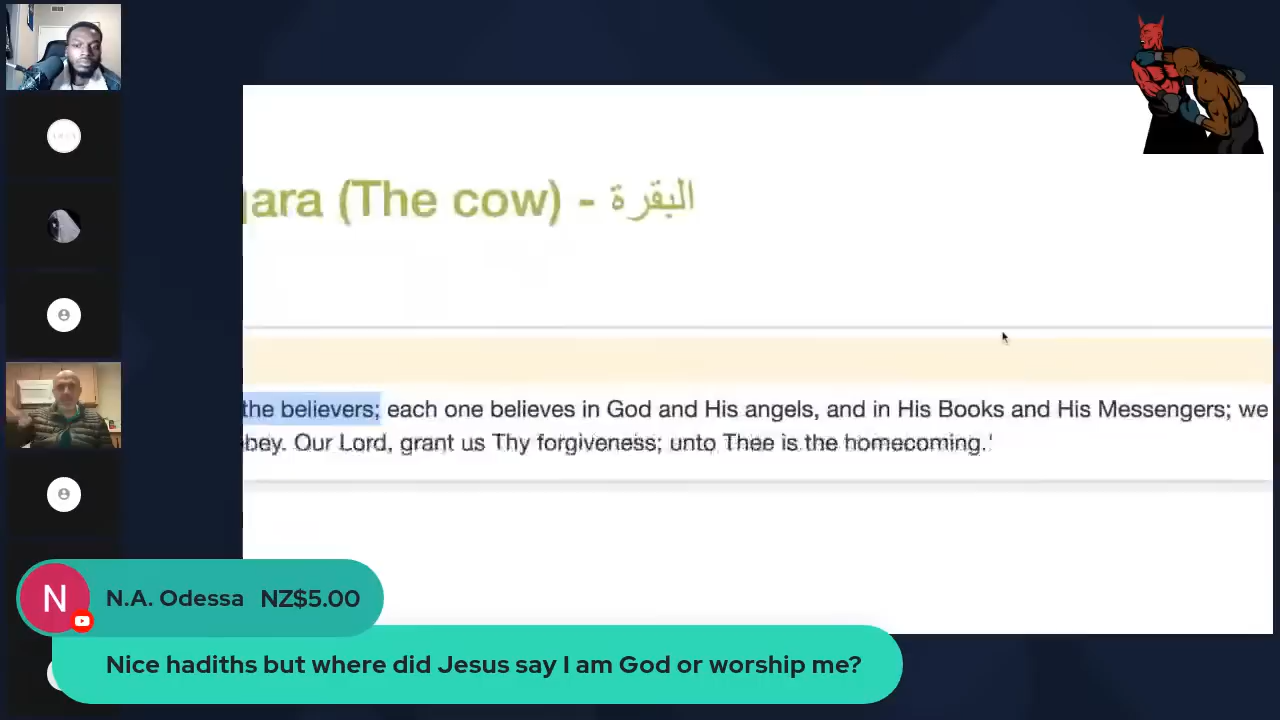 ara (The cow) - البقرة
the believers; each one believes in God and His angels, and in His Books and His Messengers; we
obey. Our Lord, grant us Thy forgiveness; unto Thee is the homecoming.'
N
N.A. Odessa NZ$5.00
Nice hadiths but where did Jesus say I am God or worship me?